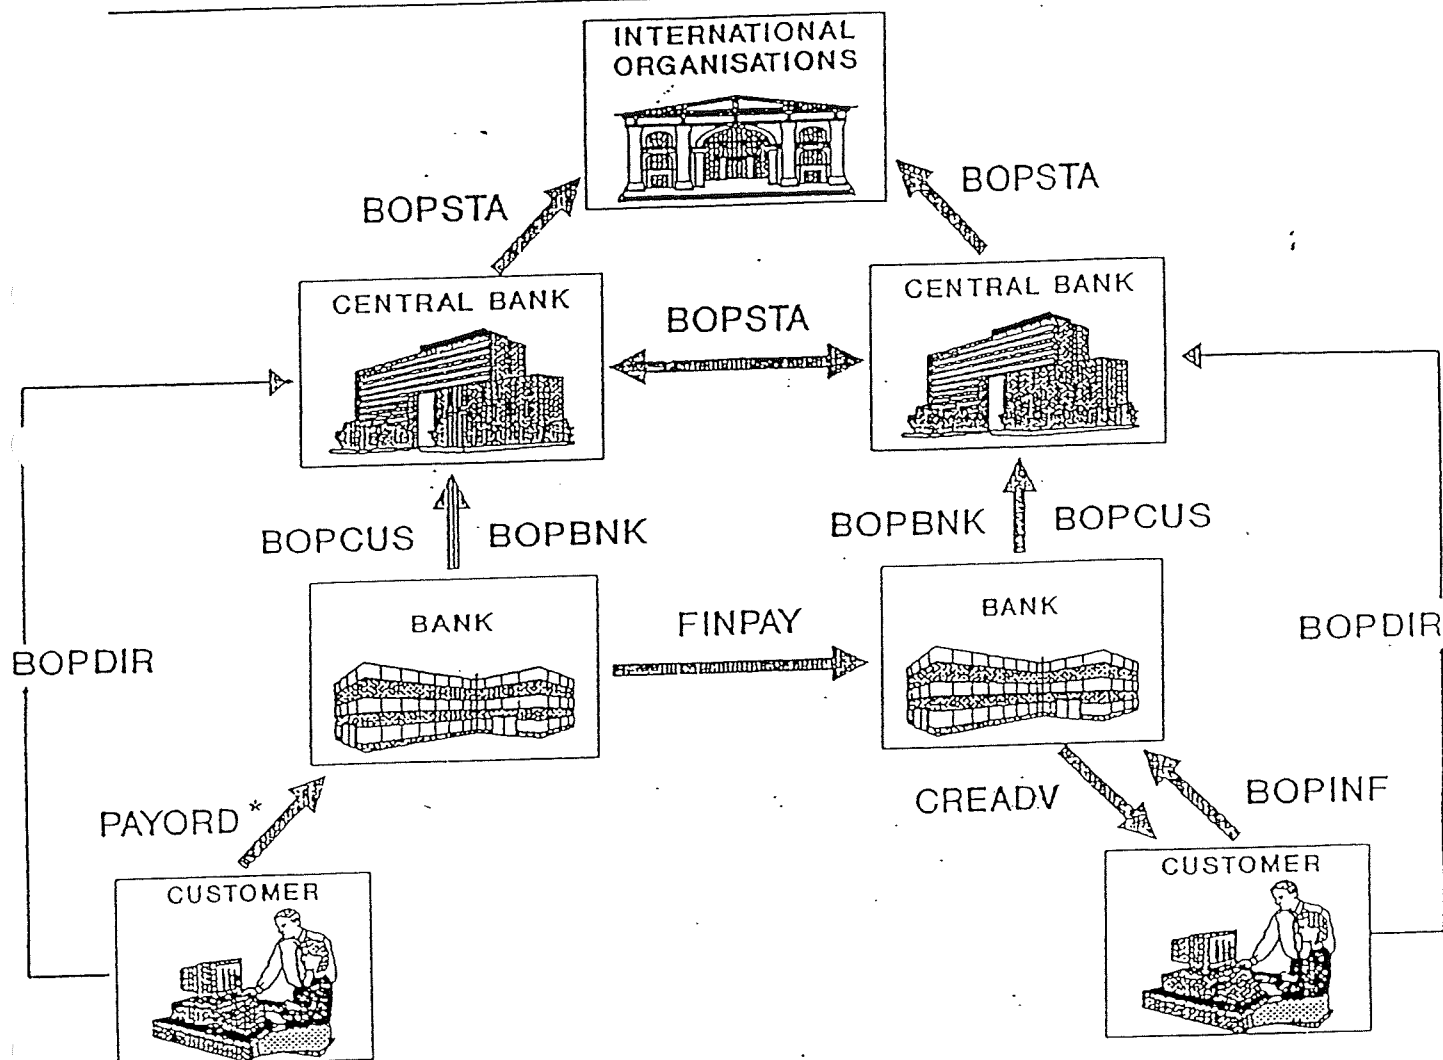 INTERNATIONAL
ORGANISATIONS
BOPSTA
BOPSTA
CENTRAL BANK
BOPSTA
CENTRAL BANK
BOPCUS
BOPBNK
BOPBNK
BOPCUS
BANK
FINPAY
BANK
BOPDIR
BOPDIR
PAYORD*
CREADV
BOPINF
CUSTOMER
CUSTOMER